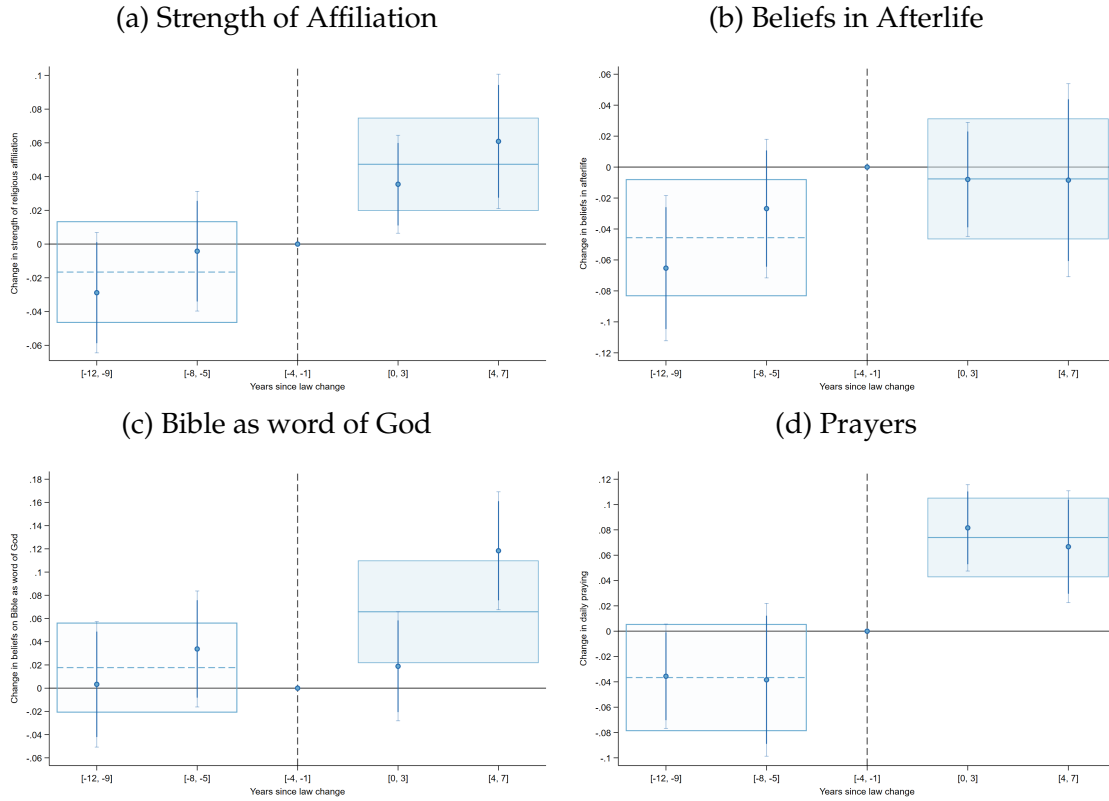 (a) Strength of Affiliation
Change in strength of religious affiliation
.1
.08
.06
.04
.02
0
-.02
-.04
-.06
[-12, -9] [-8, -5] [-4, -1] [0, 3] [4, 7]
Years since law change
(b) Beliefs in Afterlife
Change in beliefs in afterlife
.06
.04
.02
0
-.02
-.04
-.06
-.08
-.1
-.12
[-12, -9] [-8, -5] [-4, -1] [0, 3] [4, 7]
Years since law change
(c) Bible as word of God
Change in beliefs on Bible as word of God
.18
.16
.14
.12
.1
.08
.06
.04
.02
0
-.02
-.04
-.06
[-12, -9] [-8, -5] [-4, -1] [0, 3] [4, 7]
Years since law change
(d) Prayers
Change in daily praying
.12
.1
.08
.06
.04
.02
0
-.02
-.04
-.06
-.08
-.1
[-12, -9] [-8, -5] [-4, -1] [0, 3] [4, 7]
Years since law change